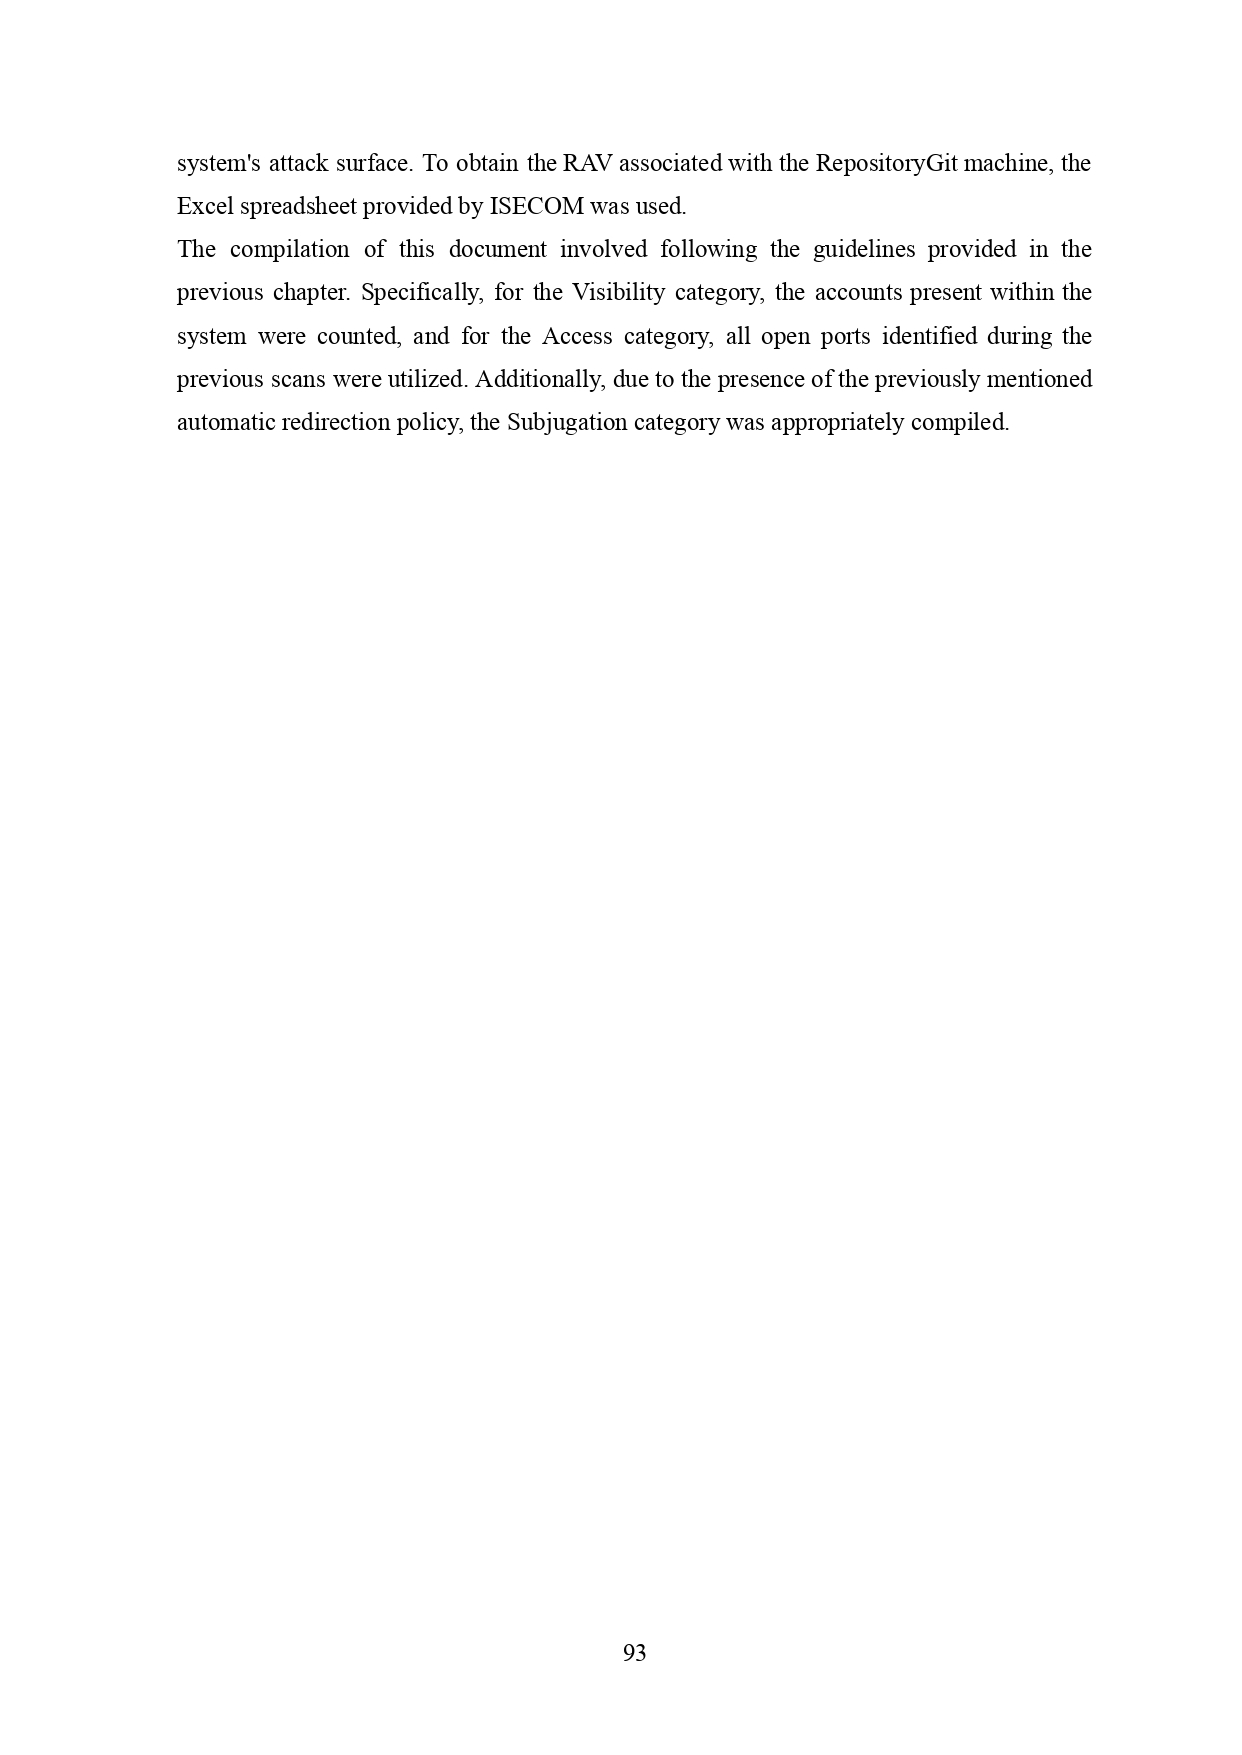 system's attack surface. To obtain the RAV associated with the RepositoryGit machine, the
Excel spreadsheet provided by ISECOM was used.
The compilation of this document involved following the guidelines provided in the
previous chapter. Specifically, for the Visibility category, the accounts present within the
system were counted, and for the Access category, all open ports identified during the
previous scans were utilized. Additionally, due to the presence of the previously mentioned
automatic redirection policy, the Subjugation category was appropriately compiled.
93